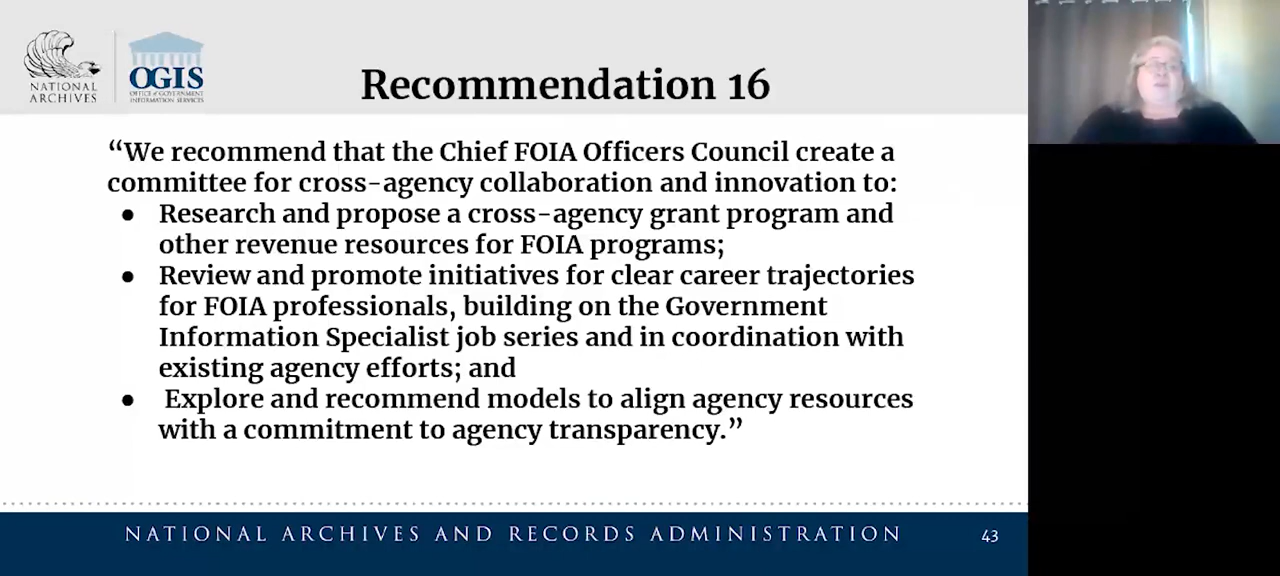 NATIONAL
ARCHIVES
OGIS
OFFICE of GOVERNMENT
INFORMATION SERVICES
Recommendation 16
“We recommend that the Chief FOIA Officers Council create a
committee for cross-agency collaboration and innovation to:
● Research and propose a cross-agency grant program and
other revenue resources for FOIA programs;
● Review and promote initiatives for clear career trajectories
for FOIA professionals, building on the Government
Information Specialist job series and in coordination with
existing agency efforts; and
● Explore and recommend models to align agency resources
with a commitment to agency transparency.”
NATIONAL ARCHIVES AND RECORDS ADMINISTRATION
43